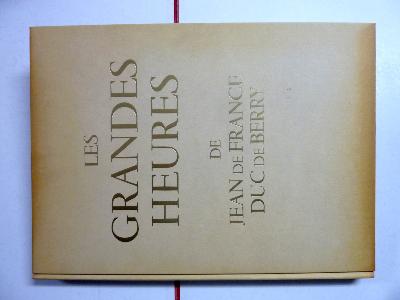 LES
GRANDES
HEURES
DE
JEAN DE FRANCE
DUC DE BERRY